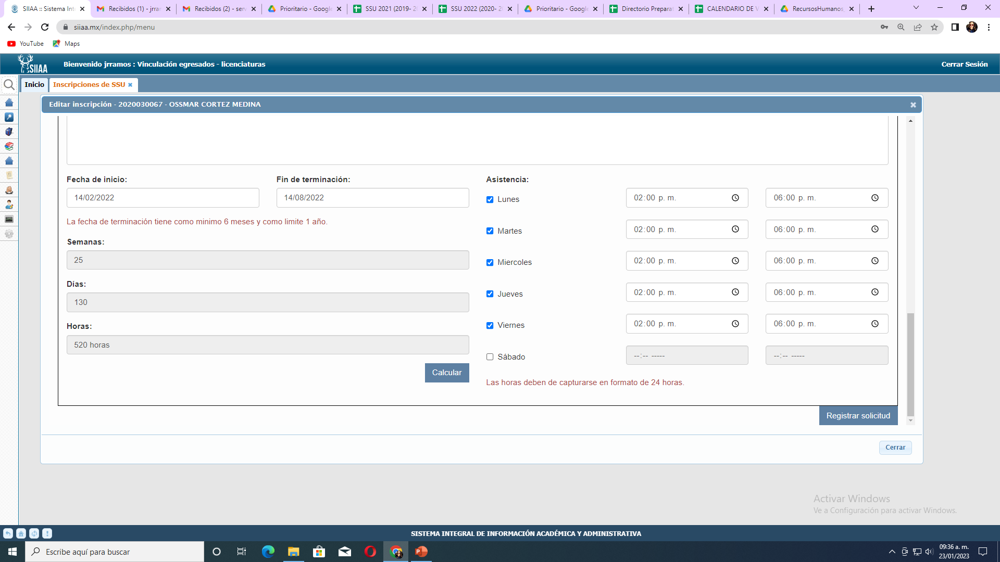 SIIAA :: Sistema Int
Recibidos (1) - jrra
Recibidos (2) - serv
Prioritario - Google
SSU 2021 (2019- 2
SSU 2022 (2020- 2
Prioritario - Google
Directorio Preparat
CALENDARIO DE V
RecursosHumanos_
siiaa.mx/index.php/menu
YouTube
Maps
SIIAA
Bienvenido jrramos : Vinculación egresados - licenciaturas
Cerrar Sesión
Inicio
Inscripciones de SSU
Editar inscripción - 2020030067 - OSSMAR CORTEZ MEDINA
Fecha de inicio:
Fin de terminación:
14/02/2022
14/08/2022
La fecha de terminación tiene como minimo 6 meses y como limite 1 año.
Semanas:
25
Días:
130
Horas:
520 horas
Calcular
Asistencia:
Lunes 02:00 p. m. 06:00 p. m.
Martes 02:00 p. m. 06:00 p. m.
Miercoles 02:00 p. m. 06:00 p. m.
Jueves 02:00 p. m. 06:00 p. m.
Viernes 02:00 p. m. 06:00 p. m.
Sábado --:-- ----- --:-- -----
Las horas deben de capturarse en formato de 24 horas.
Registrar solicitud
Cerrar
Activar Windows
Ve a Configuración para activar Windows.
SISTEMA INTEGRAL DE INFORMACIÓN ACADÉMICA Y ADMINISTRATIVA
Escribe aquí para buscar
09:36 a. m.
23/01/2023